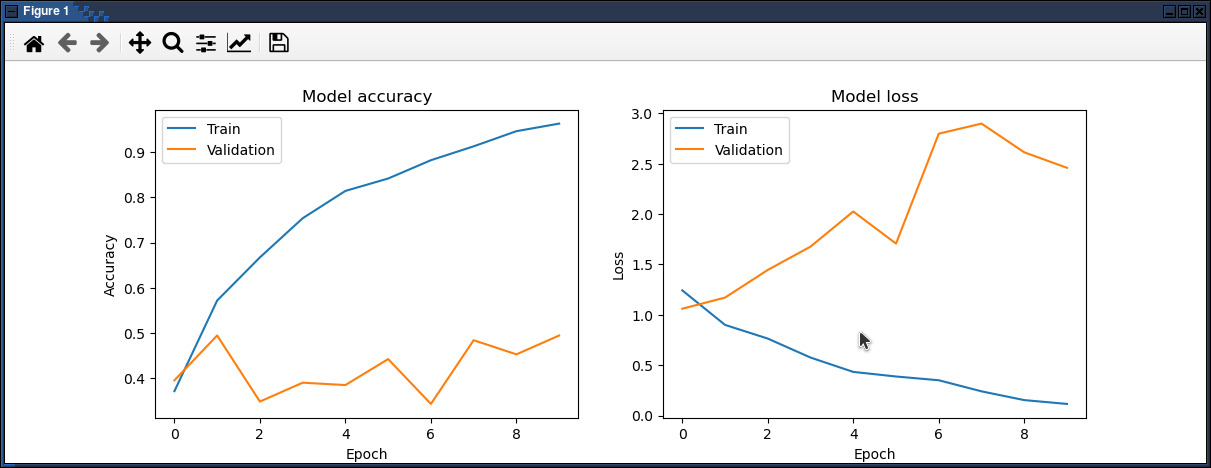 Figure 1
Model accuracy
Train
Validation
0.9
0.8
0.7
0.6
0.5
0.4
Accuracy
0 2 4 6 8
Epoch
Model loss
Train
Validation
3.0
2.5
2.0
1.5
1.0
0.5
0.0
Loss
0 2 4 6 8
Epoch